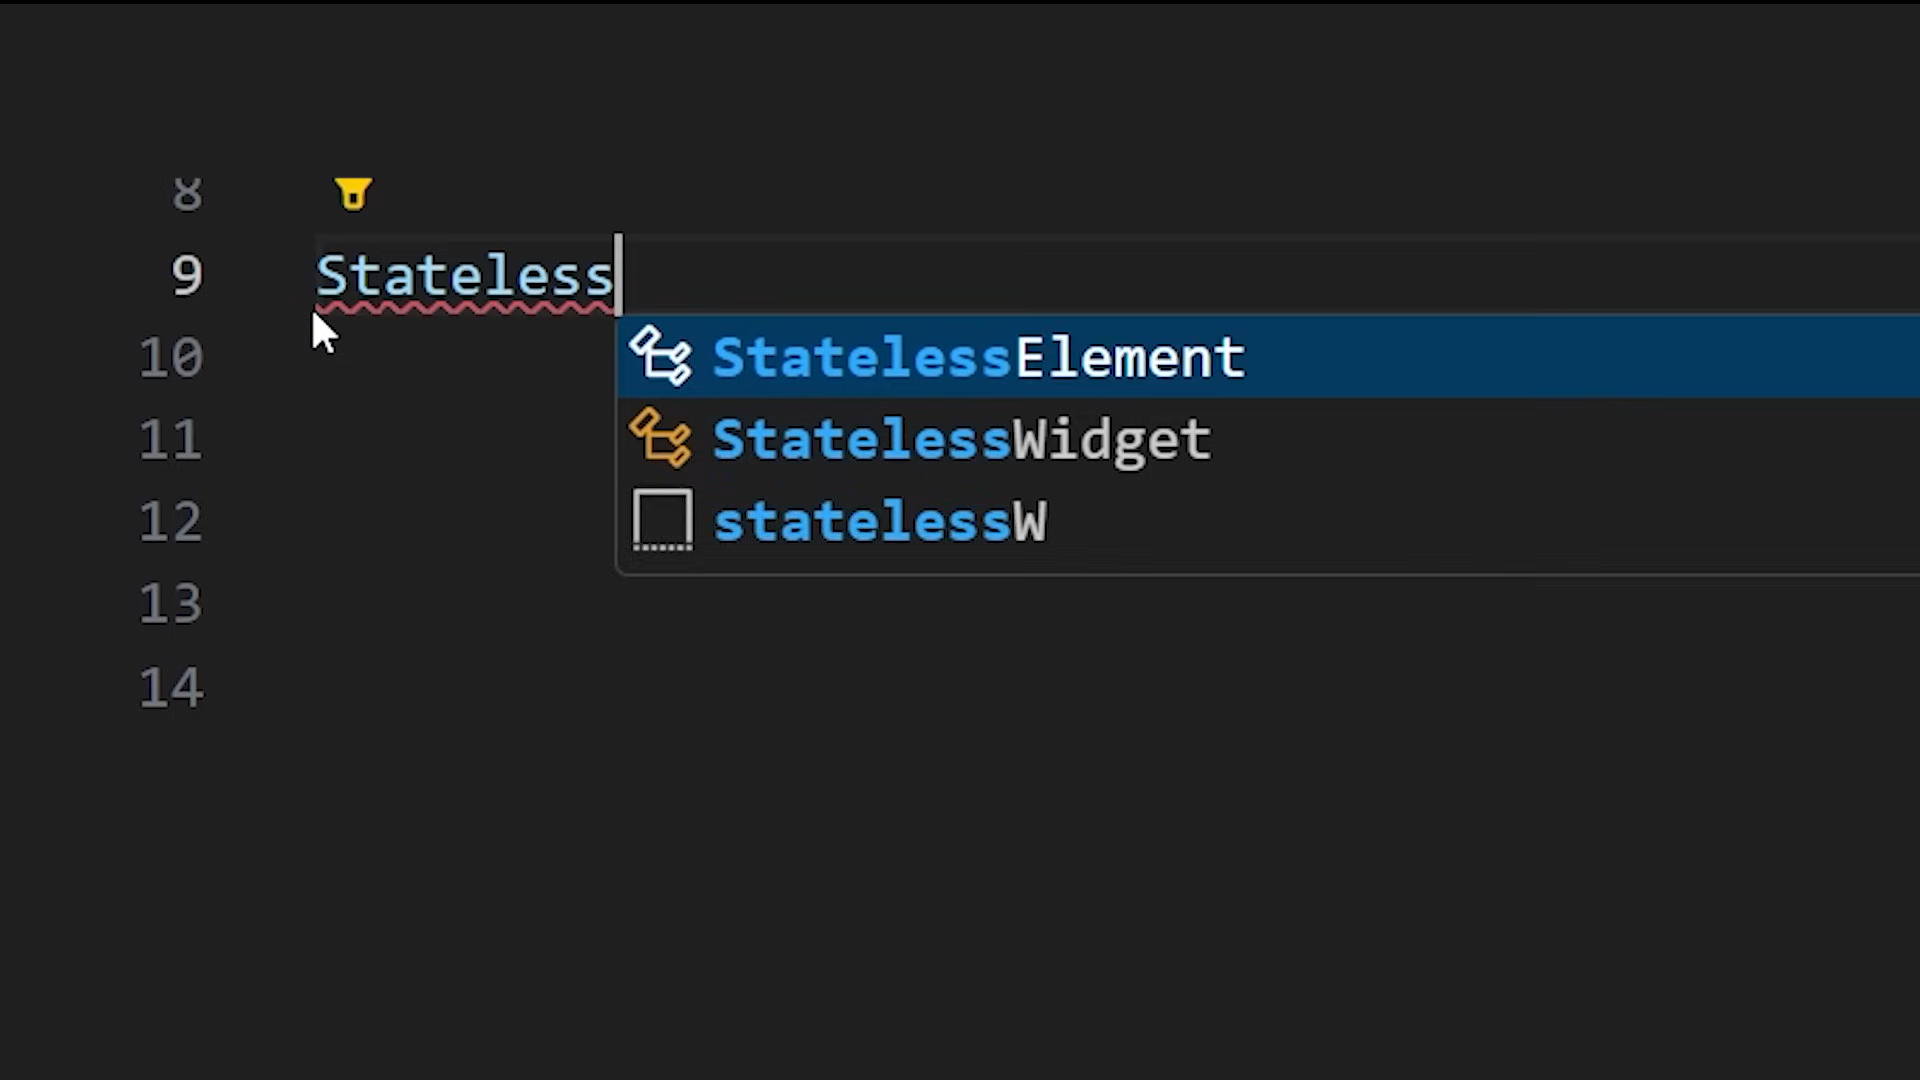 8
9 Stateless
10 StatelessElement
11 StatelessWidget
12 statelessW
13
14